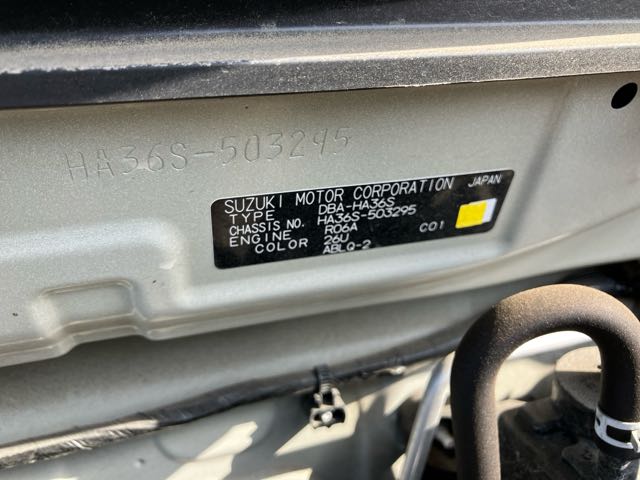 HA36S-503295
SUZUKI MOTOR CORPORATION JAPAN
TYPE DBA-HA36S
CHASSIS NO. HA36S-503295
ENGINE R06A C01
COLOR 26U
ABLQ-2